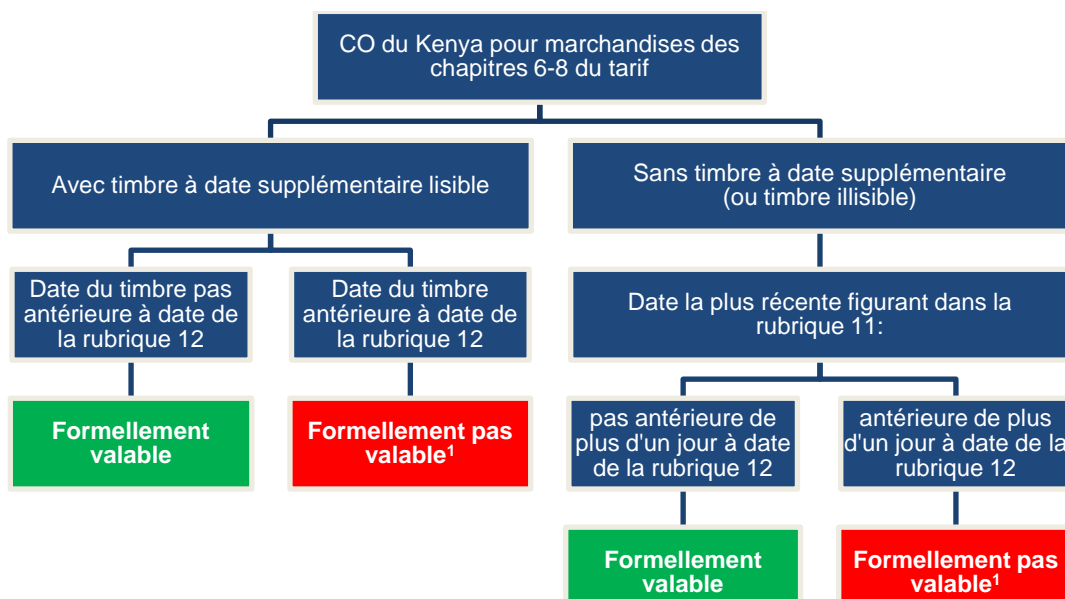 CO du Kenya pour marchandises des
chapitres 6-8 du tarif
Avec timbre à date supplémentaire lisible
Sans timbre à date supplémentaire
(ou timbre illisible)
Date du timbre pas
antérieure à date de
la rubrique 12
Date du timbre
antérieure à date de
la rubrique 12
Date la plus récente figurant dans la
rubrique 11:
Formellement
valable
Formellement pas
valable¹
pas antérieure de
plus d'un jour à date
de la rubrique 12
antérieure de plus
d'un jour à date de la
rubrique 12
Formellement
valable
Formellement pas
valable¹